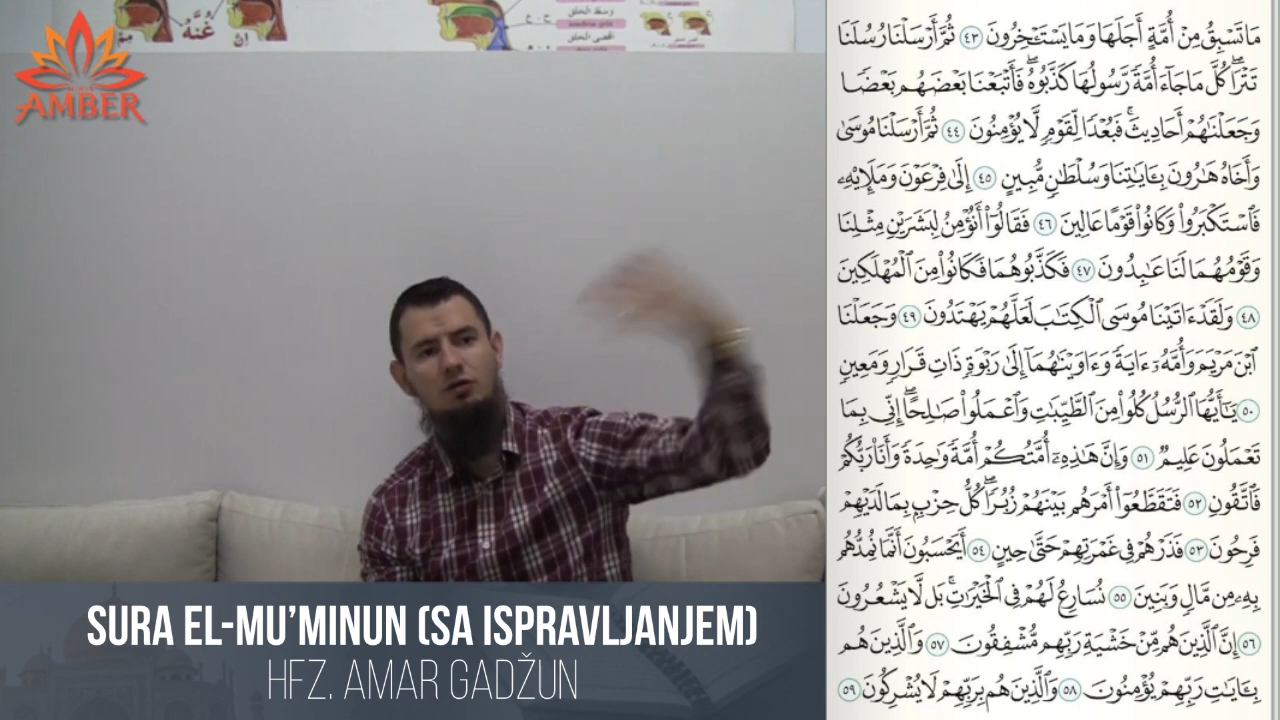 غُنَّة
إِنَّ
وسط الحلق
أقصى الحلق
AMBER
مَا تَسْبِقُ مِنْ أُمَّةٍ أَجَلَهَا وَمَا يَسْتَـْٔخِرُونَ ٤٣ ثُمَّ أَرْسَلْنَا رُسُلَنَا
تَتْرَا ۖ كُلَّ مَا جَآءَ أُمَّةً رَّسُولُهَا كَذَّبُوهُ ۚ فَأَتْبَعْنَا بَعْضَهُم بَعْضًا
وَجَعَلْنَـٰهُمْ أَحَادِيثَ ۚ فَبُعْدًا لِّقَوْمٍ لَّا يُؤْمِنُونَ ٤٤ ثُمَّ أَرْسَلْنَا مُوسَىٰ
وَأَخَاهُ هَـٰرُونَ بِـَٔايَـٰتِنَا وَسُلْطَـٰنٍ مُّبِينٍ ٤٥ إِلَىٰ فِرْعَوْنَ وَمَلَإِيْهِۦ
فَٱسْتَكْبَرُوا۟ وَكَانُوا۟ قَوْمًا عَالِينَ ٤٦ فَقَالُوٓا۟ أَنُؤْمِنُ لِبَشَرَيْنِ مِثْلِنَا
وَقَوْمُهُمَا لَنَا عَـٰبِدُونَ ٤٧ فَكَذَّبُوهُمَا فَكَانُوا۟ مِنَ ٱلْمُهْلَكِينَ
٤٨ وَلَقَدْ ءَاتَيْنَا مُوسَى ٱلْكِتَـٰبَ لَعَلَّهُمْ يَهْتَدُونَ ٤٩ وَجَعَلْنَا
ٱبْنَ مَرْيَمَ وَأُمَّهُۥٓ ءَايَةً وَءَاوَيْنَـٰهُمَآ إِلَىٰ رَبْوَةٍ ذَاتِ قَرَارٍ وَمَعِينٍ
٥٠ يَـٰٓأَيُّهَا ٱلرُّسُلُ كُلُوا۟ مِنَ ٱلطَّيِّبَـٰتِ وَٱعْمَلُوا۟ صَـٰلِحًا ۖ إِنِّى بِمَا
تَعْمَلُونَ عَلِيمٌ ٥١ وَإِنَّ هَـٰذِهِۦٓ أُمَّتُكُمْ أُمَّةً وَٰحِدَةً وَأَنَا۠ رَبُّكُمْ
فَٱتَّقُونِ ٥٢ فَتَقَطَّعُوٓا۟ أَمْرَهُم بَيْنَهُمْ زُبُرًا ۖ كُلُّ حِزْبٍۭ بِمَا لَدَيْهِمْ
فَرِحُونَ ٥٣ فَذَرْهُمْ فِى غَمْرَتِهِمْ حَتَّىٰ حِينٍ ٥٤ أَيَحْسَبُونَ أَنَّمَا نُمِدُّهُم
بِهِۦ مِن مَّالٍ وَبَنِينَ ٥٥ نُسَارِعُ لَهُمْ فِى ٱلْخَيْرَٰتِ ۚ بَل لَّا يَشْعُرُونَ
٥٦ إِنَّ ٱلَّذِينَ هُم مِّنْ خَشْيَةِ رَبِّهِم مُّشْفِقُونَ ٥٧ وَٱلَّذِينَ هُم
بِـَٔايَـٰتِ رَبِّهِمْ يُؤْمِنُونَ ٥٨ وَٱلَّذِينَ هُم بِرَبِّهِمْ لَا يُشْرِكُونَ ٥٩
SURA EL-MU'MINUN (SA ISPRAVLJANJEM)
HFZ. AMAR GADŽUN